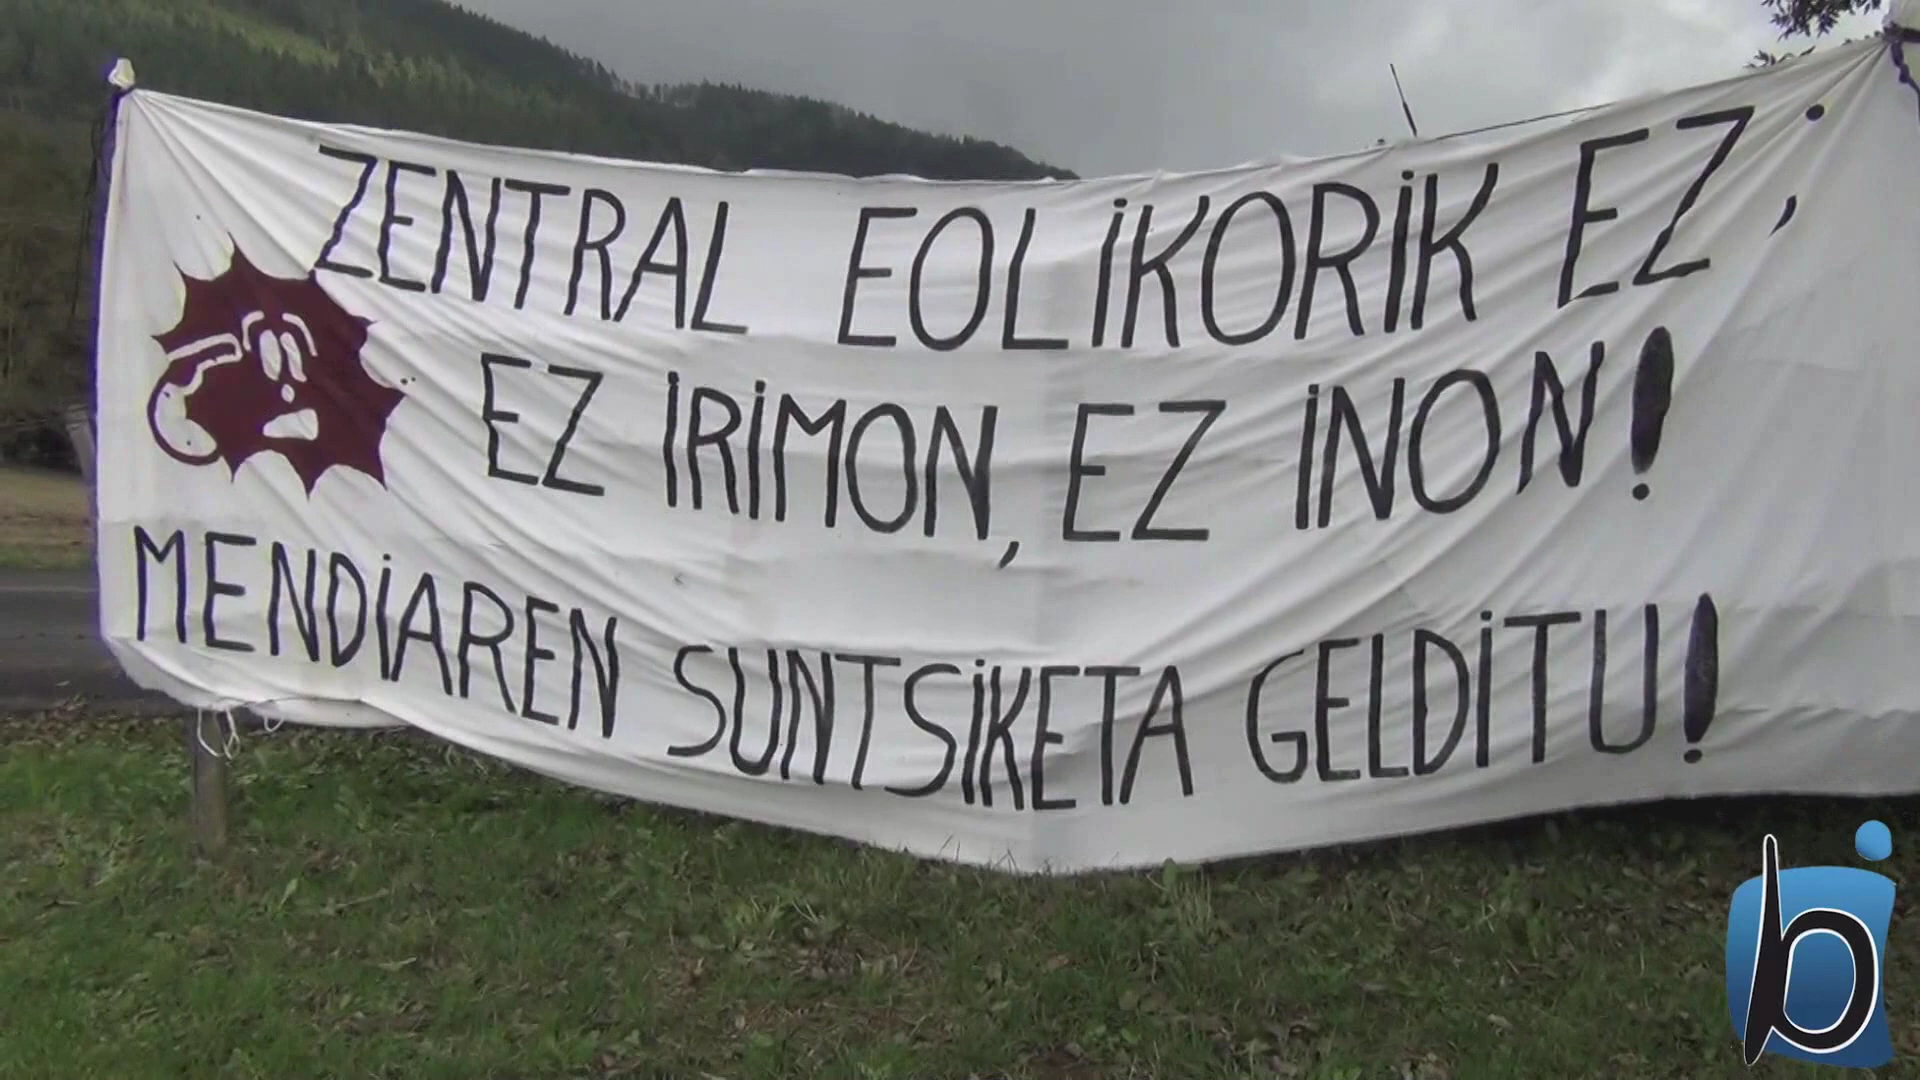 ZENTRAL EOLIKORIK EZ;
EZ IRIMON, EZ INON!
MENDIAREN SUNTSIKETA GELDITU!
b